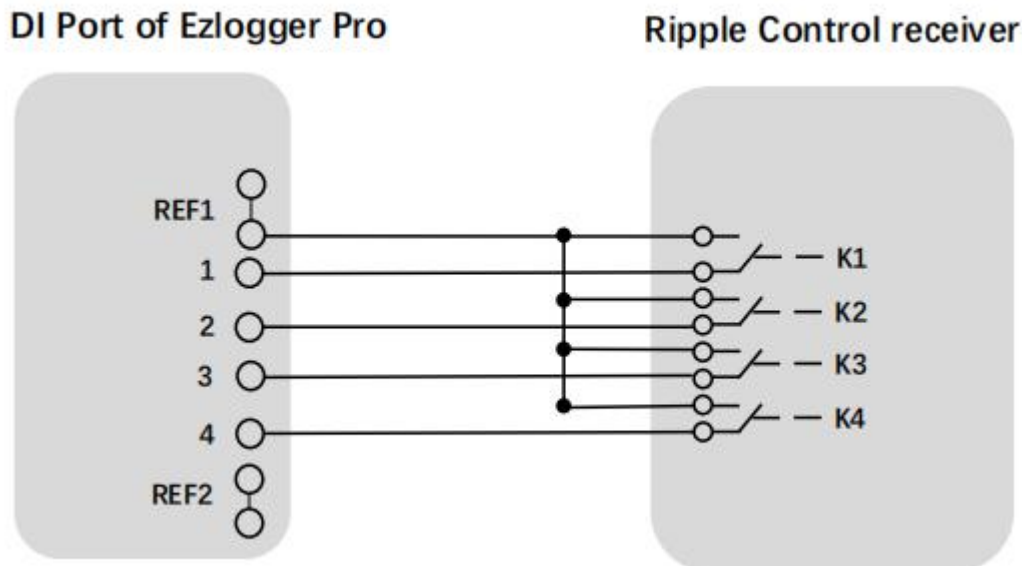 DI Port of Ezlogger Pro
Ripple Control receiver
REF1
1
K1
2
K2
3
K3
4
K4
REF2